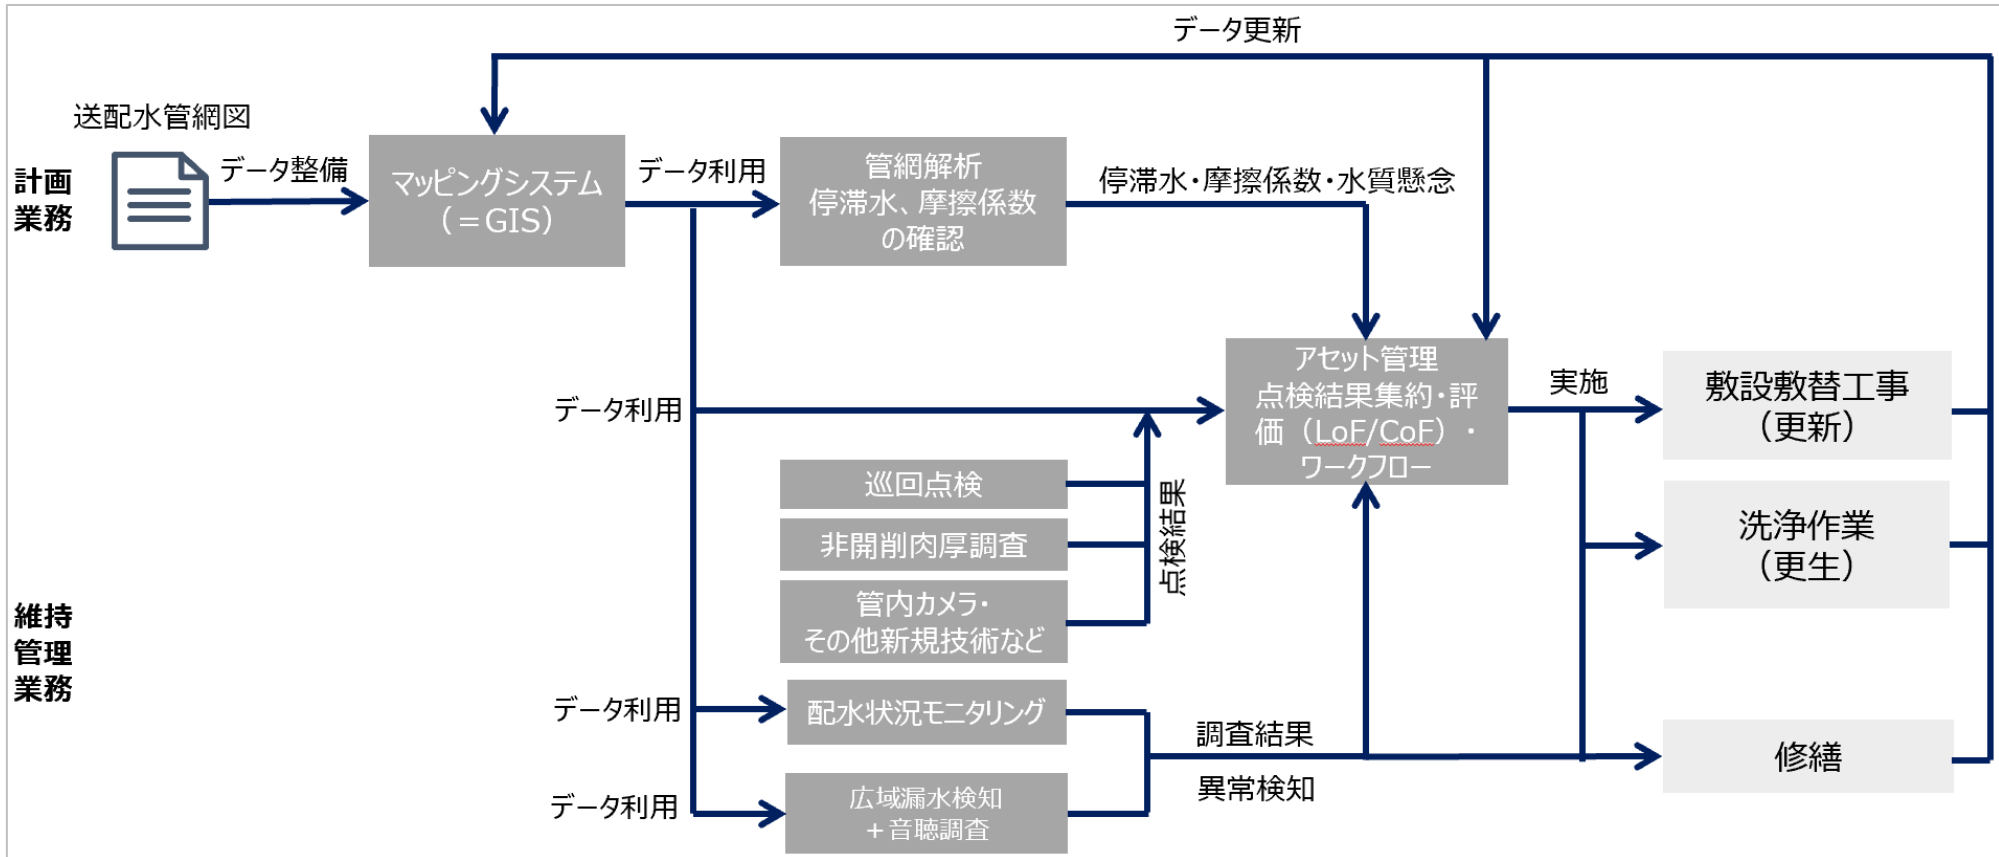 データ更新
送配水管網図
計画
業務
データ整備
マッピングシステム
（＝GIS）
データ利用
管網解析
停滞水、摩擦係数
の確認
停滞水・摩擦係数・水質懸念
データ利用
アセット管理
点検結果集約・評
価（LoF/CoF）・
ワークフロー
実施
敷設敷替工事
（更新）
巡回点検
非開削肉厚調査
管内カメラ・
その他新規技術など
点検結果
洗浄作業
（更生）
維持
管理
業務
データ利用
配水状況モニタリング
調査結果
異常検知
修繕
データ利用
広域漏水検知
＋音聴調査